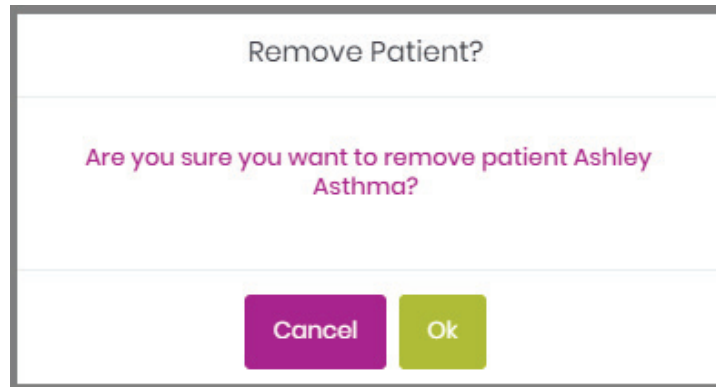 Remove Patient?
Are you sure you want to remove patient Ashley
Asthma?
Cancel Ok